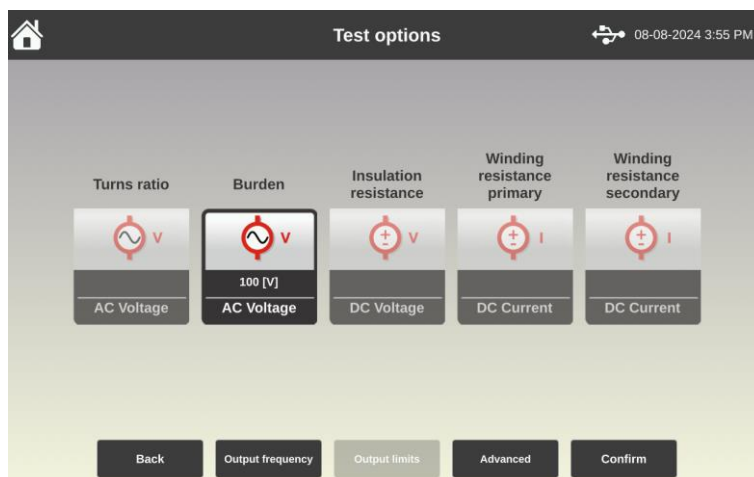 Test options
08-08-2024 3:55 PM
Turns ratio
Burden
Insulation
resistance
Winding
resistance
primary
Winding
resistance
secondary
V
V
V
I
I
100 [V]
AC Voltage
AC Voltage
DC Voltage
DC Current
DC Current
Back
Output frequency
Output limits
Advanced
Confirm